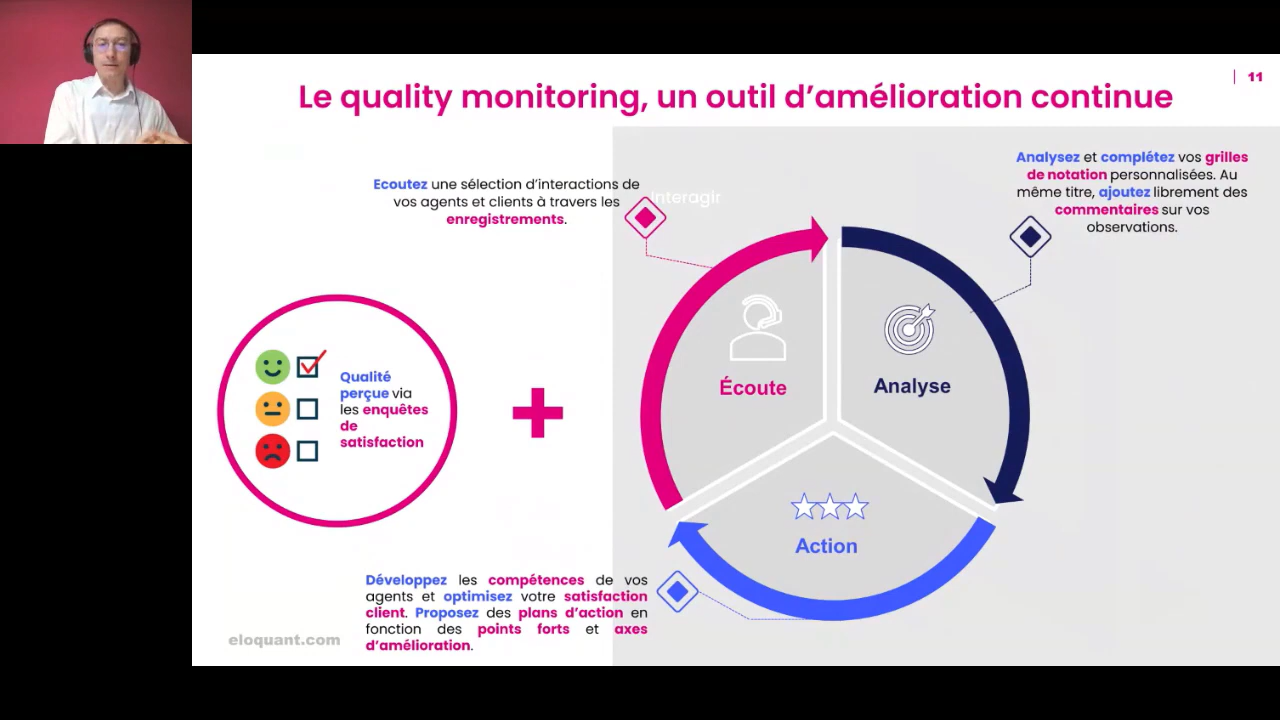 Le quality monitoring, un outil d’amélioration continue
11
Ecoutez une sélection d’interactions de
vos agents et clients à travers les
enregistrements.
Interagir
Analysez et complétez vos grilles
de notation personnalisées. Au
même titre, ajoutez librement des
commentaires sur vos
observations.
Qualité
perçue via
les enquêtes
de
satisfaction
Écoute
Analyse
Action
Développez les compétences de vos
agents et optimisez votre satisfaction
client. Proposez des plans d’action en
fonction des points forts et axes
d’amélioration.
eloquant.com